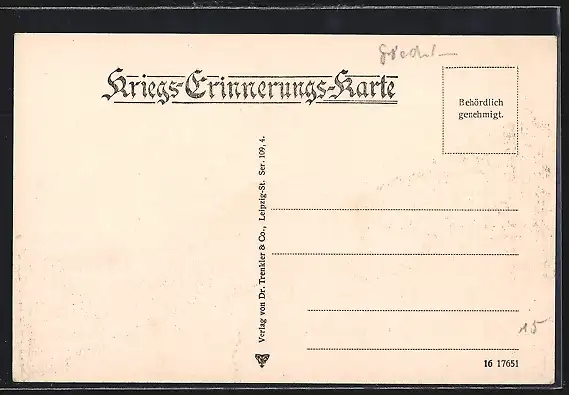 Kriegs-Erinnerungs-Karte
Behördlich
genehmigt.
Verlag von Dr. Trenkler & Co., Leipzig-St. Ser. 109, 4.
15
16 17651